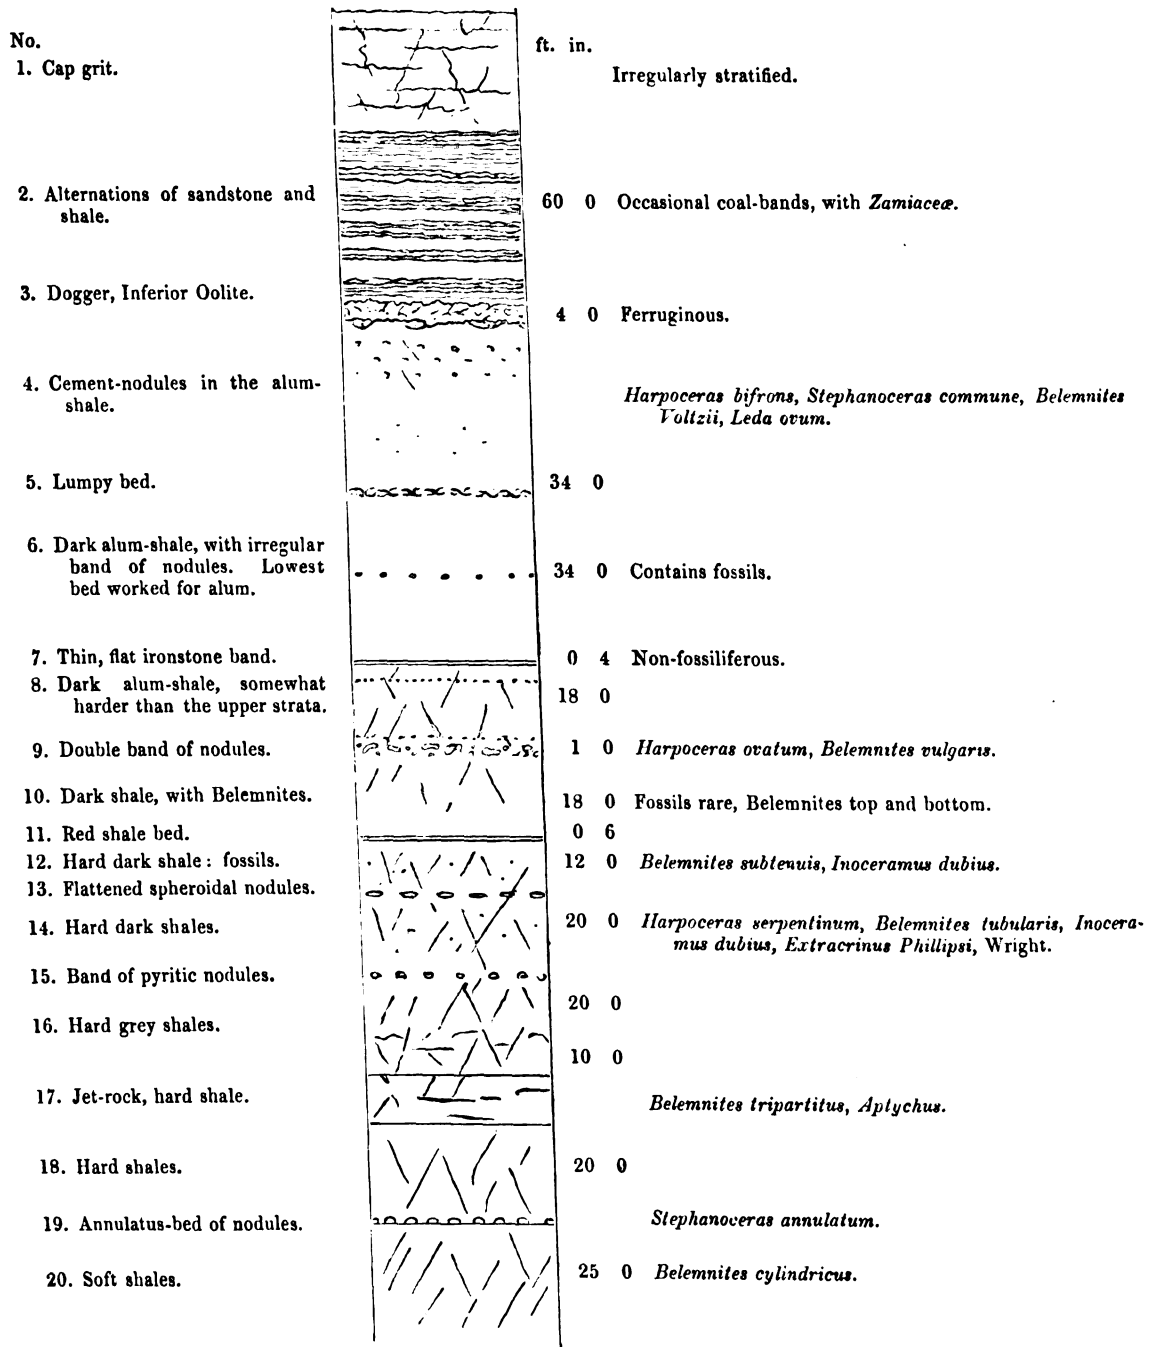 No.
ft. in.
1. Cap grit.
Irregularly stratified.
2. Alternations of sandstone and
shale.
60 0 Occasional coal-bands, with Zamiaceæ.
3. Dogger, Inferior Oolite.
4 0 Ferruginous.
4. Cement-nodules in the alum-
shale.
Harpoceras bifrons, Stephanoceras commune, Belemnites
Voltzii, Leda ovum.
5. Lumpy bed.
34 0
6. Dark alum-shale, with irregular
band of nodules. Lowest
bed worked for alum.
34 0 Contains fossils.
7. Thin, flat ironstone band.
0 4 Non-fossiliferous.
8. Dark alum-shale, somewhat
harder than the upper strata.
18 0
9. Double band of nodules.
1 0 Harpoceras ovatum, Belemnites vulgaris.
10. Dark shale, with Belemnites.
18 0 Fossils rare, Belemnites top and bottom.
11. Red shale bed.
0 6
12. Hard dark shale: fossils.
12 0 Belemnites subtenuis, Inoceramus dubius.
13. Flattened spheroidal nodules.
14. Hard dark shales.
20 0 Harpoceras serpentinum, Belemnites tubularis, Inocera-
mus dubius, Extracrinus Phillipsi, Wright.
15. Band of pyritic nodules.
20 0
16. Hard grey shales.
10 0
17. Jet-rock, hard shale.
Belemnites tripartitus, Aptychus.
18. Hard shales.
20 0
19. Annulatus-bed of nodules.
Stephanoceras annulatum.
20. Soft shales.
25 0 Belemnites cylindricus.